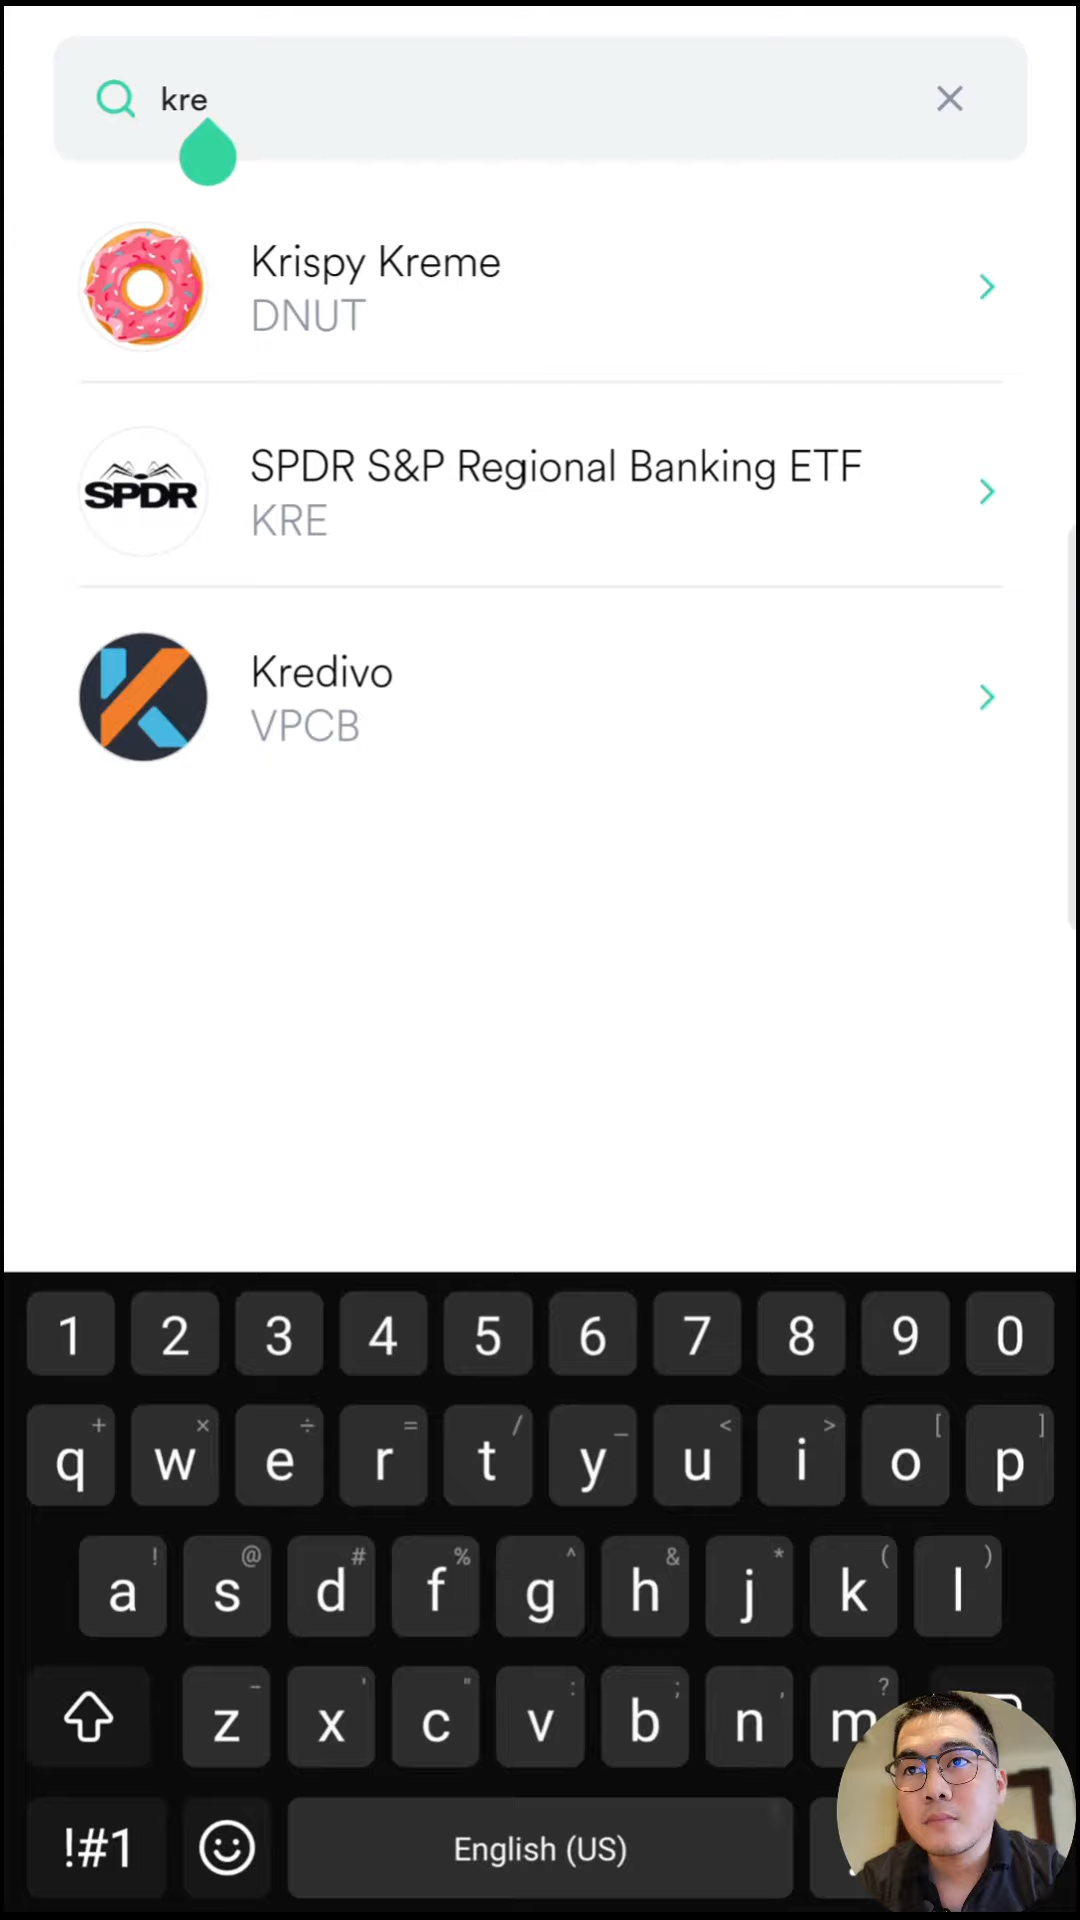 kre
Krispy Kreme
DNUT
SPDR S&P Regional Banking ETF
SPDR
KRE
Kredivo
VPCB
1 2 3 4 5 6 7 8 9 0
+ × ÷ = / _ < > [ ]
q w e r t y u i o p
! @ # % ^ & * ( )
a s d f g h j k l
- ' " : ; , ?
z x c v b n m
!#1 English (US)